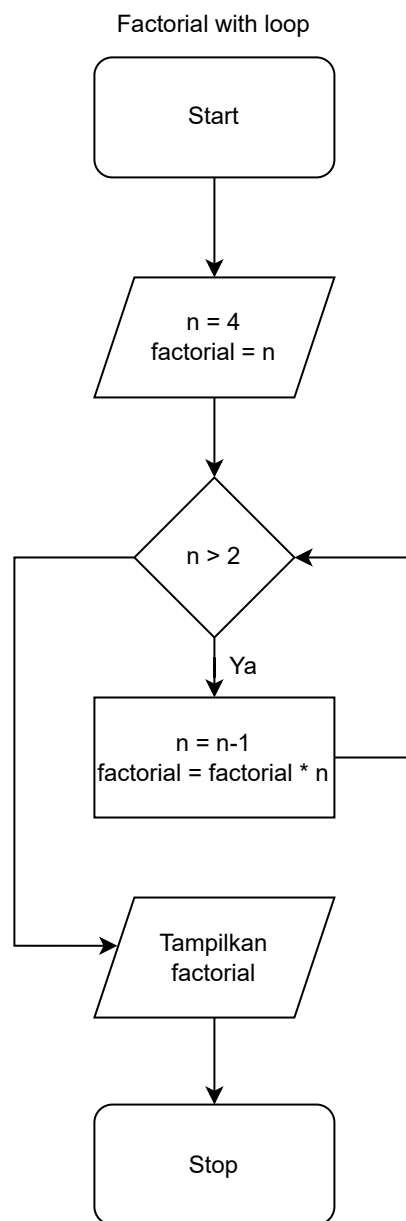 Factorial with loop
Start
n = 4
factorial = n
n > 2
Ya
n = n-1
factorial = factorial * n
Tampilkan
factorial
Stop